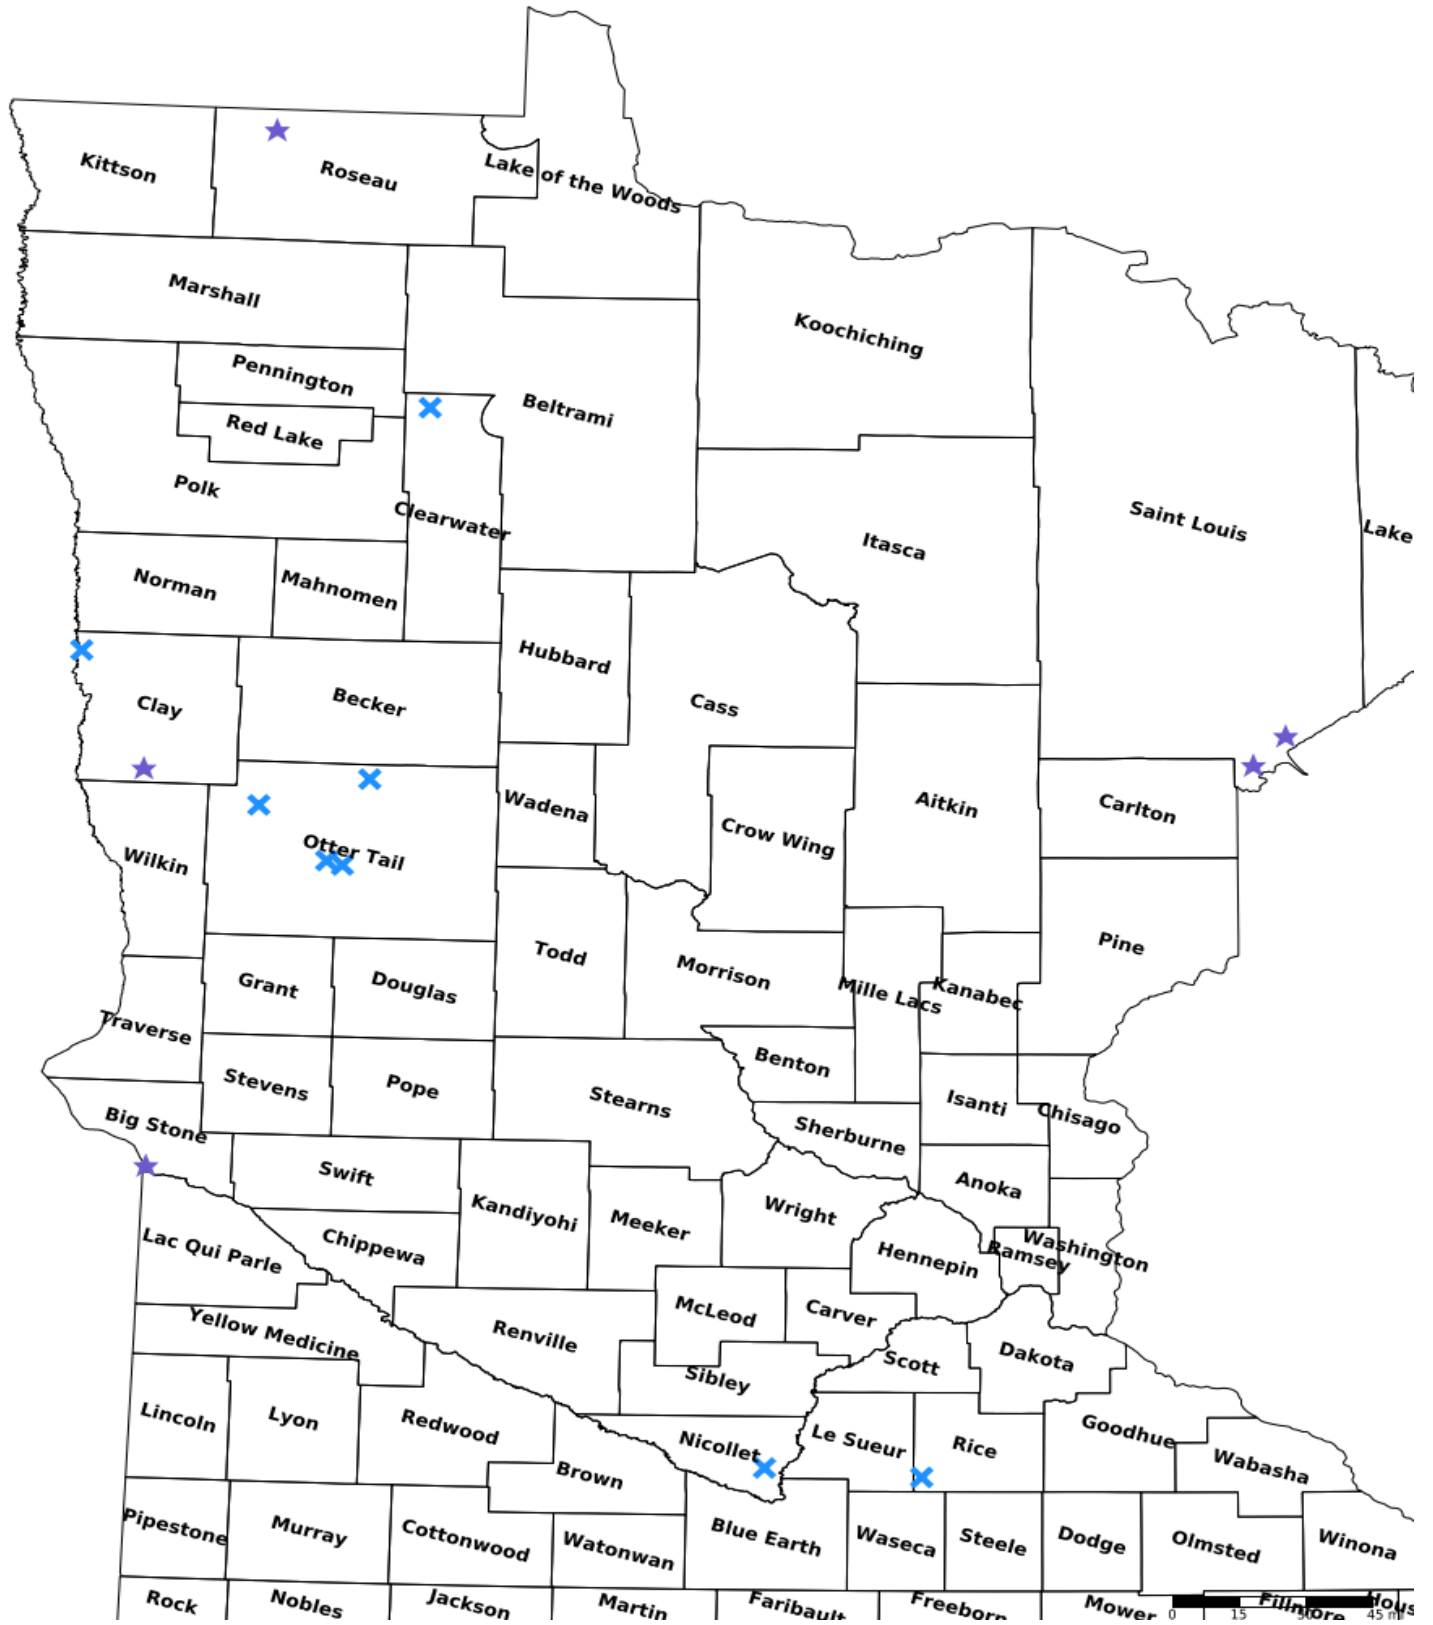 Kittson
Roseau
Lake of the Woods
Marshall
Koochiching
Pennington
Beltrami
Red Lake
Polk
Clearwater
Saint Louis
Lake
Itasca
Norman
Mahnomen
Hubbard
Clay
Becker
Cass
Wadena
Aitkin
Carlton
Crow Wing
Otter Tail
Wilkin
Todd
Morrison
Pine
Grant
Douglas
Mille Lacs
Kanabec
Traverse
Stevens
Pope
Benton
Stearns
Isanti
Chisago
Big Stone
Sherburne
Swift
Anoka
Kandiyohi
Meeker
Wright
Lac Qui Parle
Chippewa
Hennepin
Ramsey
Washington
McLeod
Carver
Yellow Medicine
Renville
Scott
Dakota
Sibley
Lincoln
Lyon
Redwood
Nicollet
Le Sueur
Rice
Goodhue
Wabasha
Brown
Pipestone
Murray
Cottonwood
Watonwan
Blue Earth
Waseca
Steele
Dodge
Olmsted
Winona
Rock
Nobles
Jackson
Martin
Faribault
Freeborn
Mower
Fillmore
Hous
0 15 30 45 mi